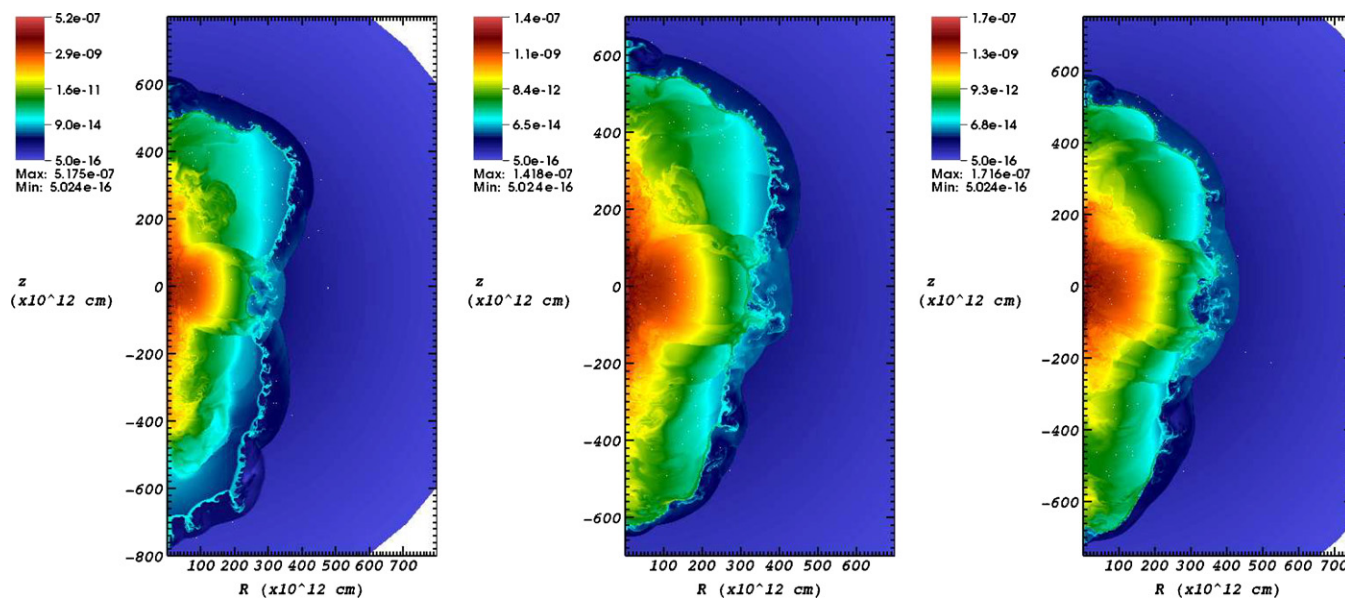 5.2e-07
2.9e-09
1.6e-11
9.0e-14
5.0e-16
Max: 5.175e-07
Min: 5.024e-16
600
400
200
0
-200
-400
-600
-800
z
(x10^12 cm)
100 200 300 400 500 600 700
R (x10^12 cm)
1.4e-07
1.1e-09
8.4e-12
6.5e-14
5.0e-16
Max: 1.418e-07
Min: 5.024e-16
600
400
200
0
-200
-400
-600
z
(x10^12 cm)
100 200 300 400 500 600
R (x10^12 cm)
1.7e-07
1.3e-09
9.3e-12
6.8e-14
5.0e-16
Max: 1.716e-07
Min: 5.024e-16
600
400
200
0
-200
-400
-600
z
(x10^12 cm)
100 200 300 400 500 600 700
R (x10^12 cm)